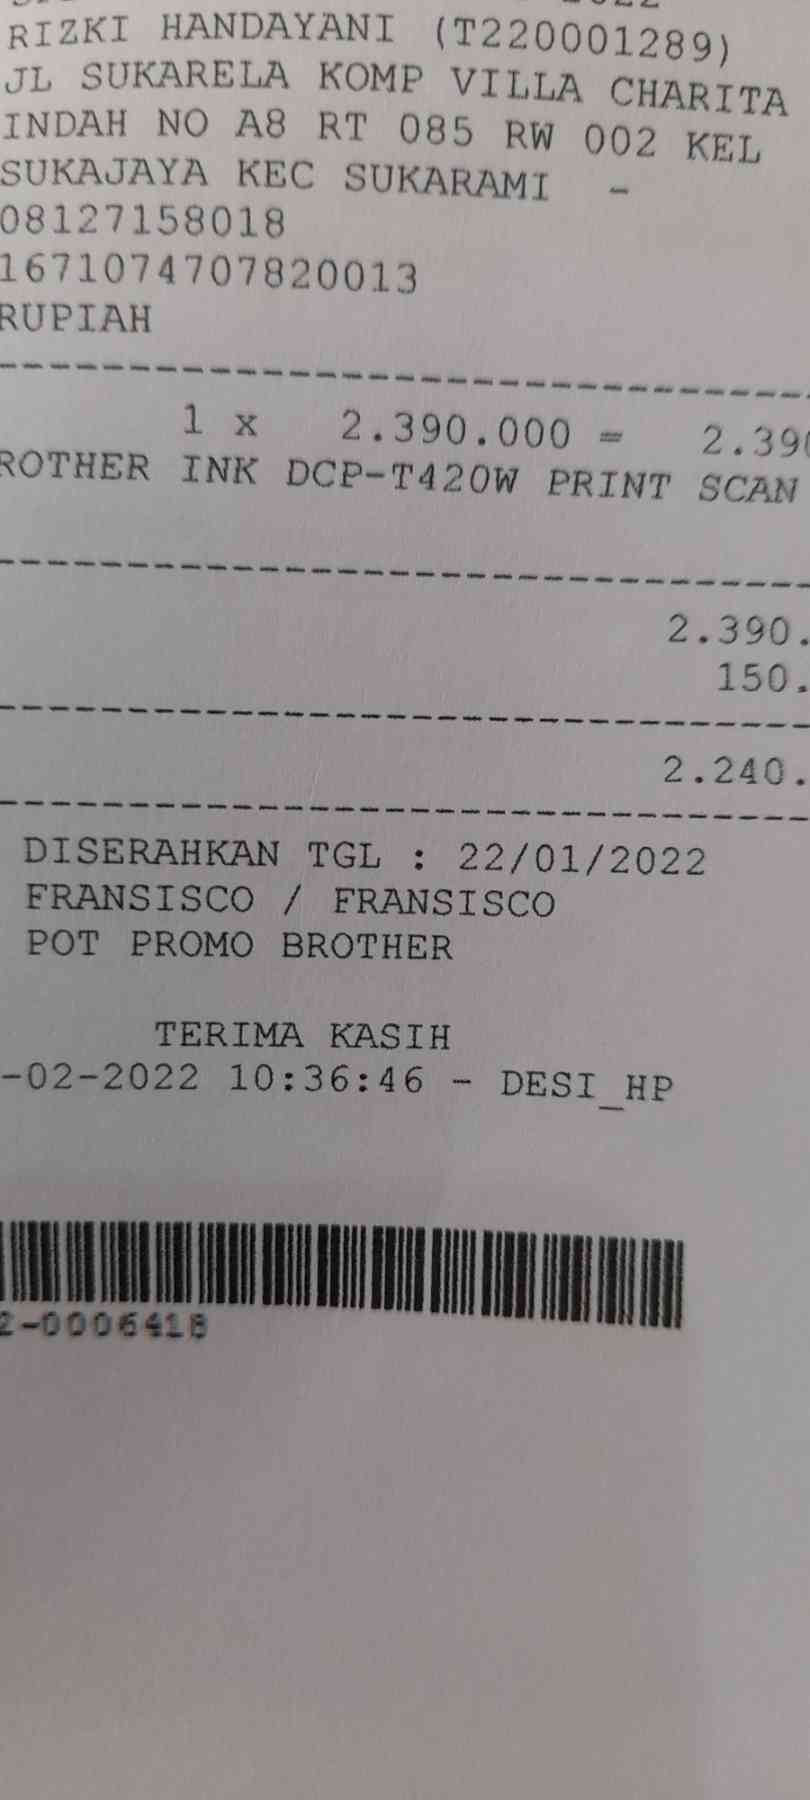 RIZKI HANDAYANI (T220001289)
JL SUKARELA KOMP VILLA CHARITA
INDAH NO A8 RT 085 RW 002 KEL
SUKAJAYA KEC SUKARAMI -
08127158018
1671074707820013
RUPIAH
1 x 2.390.000 = 2.390
ROTHER INK DCP-T420W PRINT SCAN
2.390.
150.
2.240.
DISERAHKAN TGL : 22/01/2022
FRANSISCO / FRANSISCO
POT PROMO BROTHER
TERIMA KASIH
-02-2022 10:36:46 - DESI_HP
2-0006418